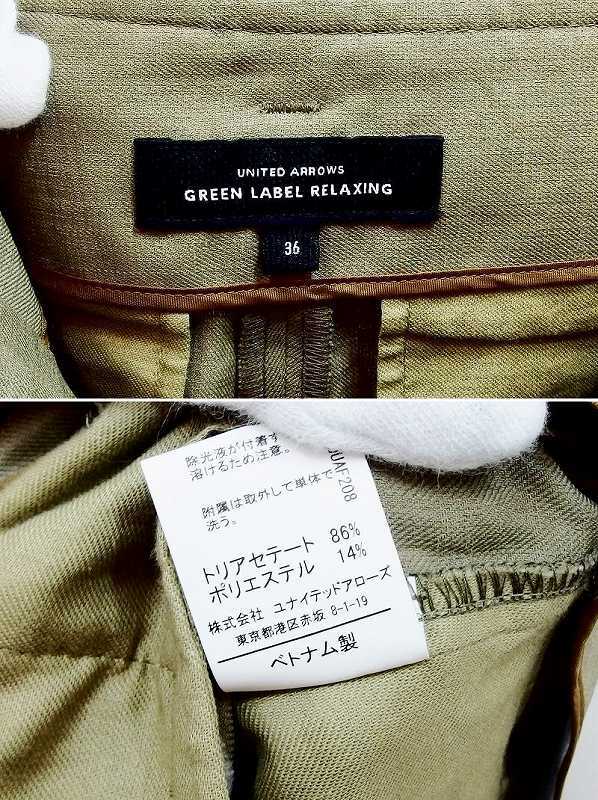 UNITED ARROWS
GREEN LABEL RELAXING
36
除光液が付着す
溶けるため注意。
附属は取外して単体で
洗う。
トリアセテート 86%
ポリエステル 14%
株式会社 ユナイテッドアローズ
東京都港区赤坂 8-1-19
ベトナム製